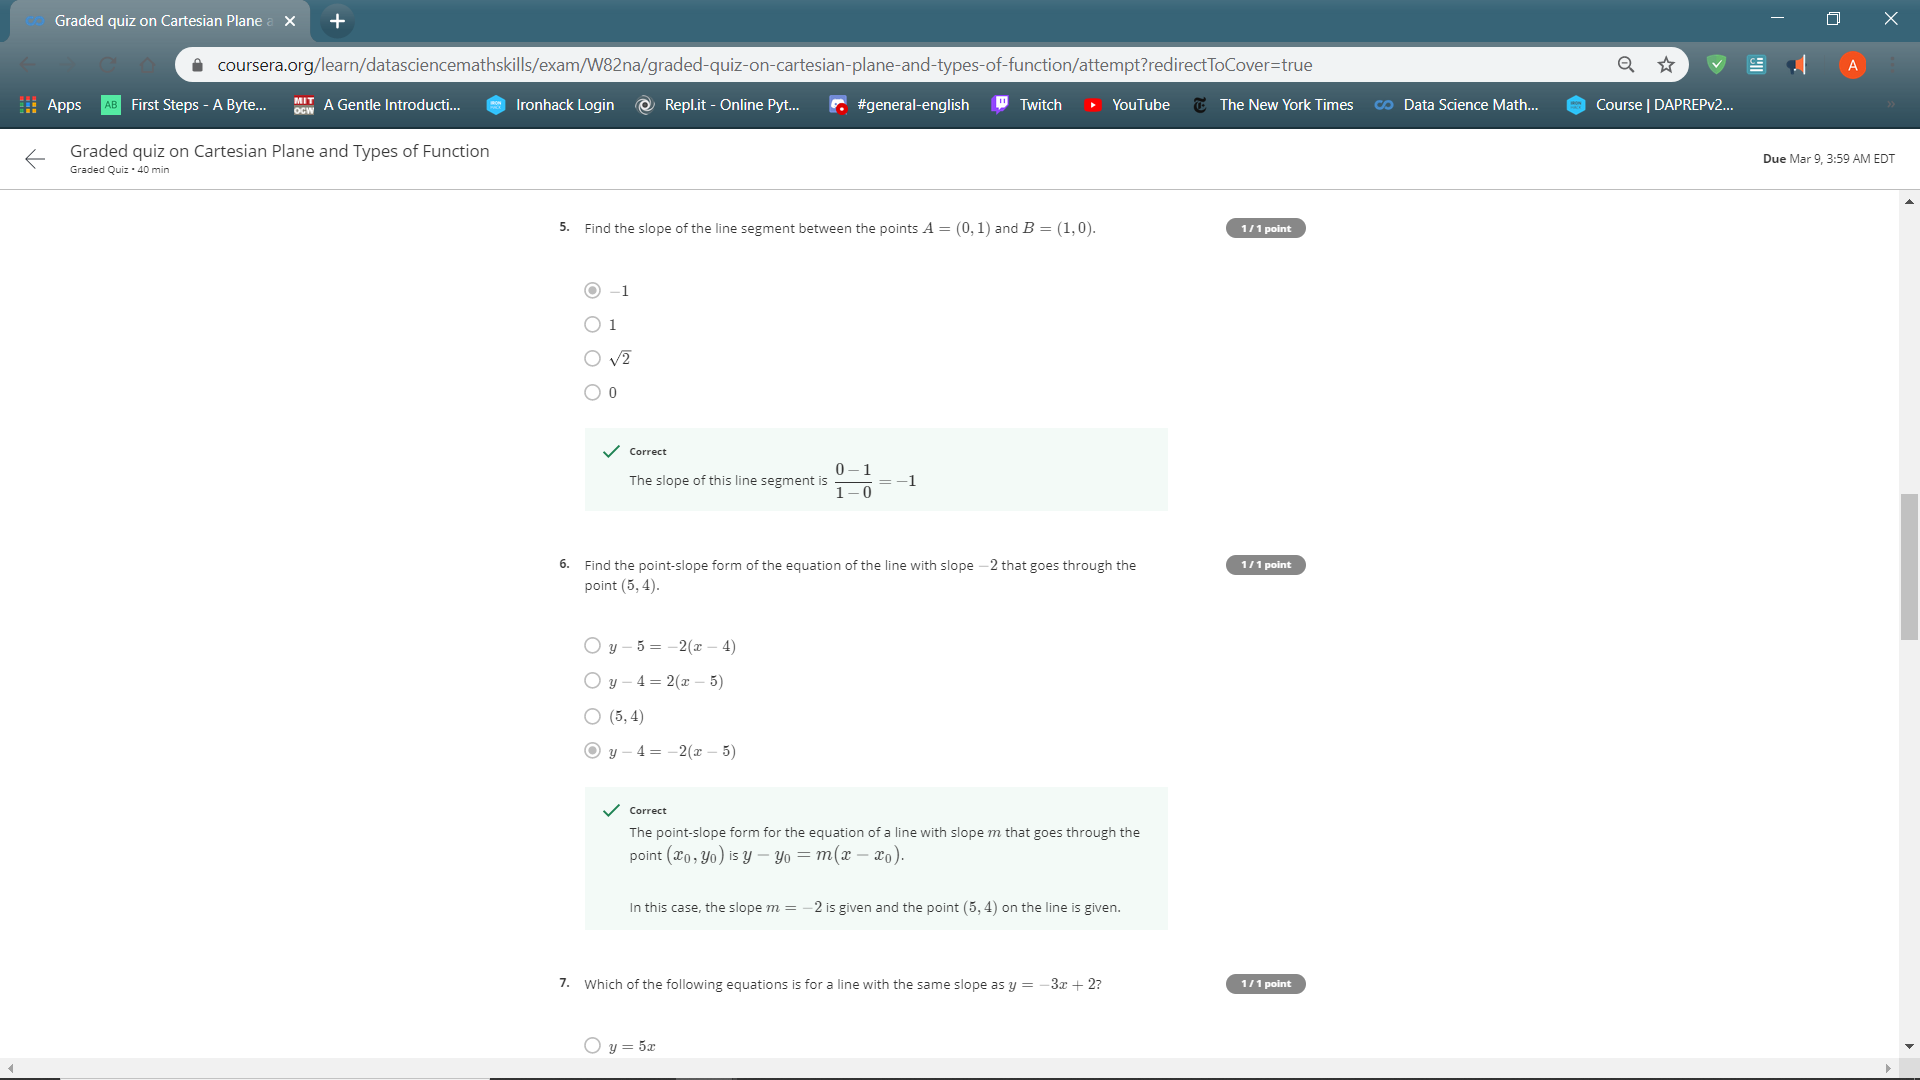 Graded quiz on Cartesian Plane a
coursera.org/learn/datasciencemathskills/exam/W82na/graded-quiz-on-cartesian-plane-and-types-of-function/attempt?redirectToCover=true
A
Apps AB First Steps - A Byte... MIT OCW A Gentle Introducti... Ironhack Login Repl.it - Online Pyt... #general-english Twitch YouTube The New York Times Data Science Math... Course | DAPREPv2...
Graded quiz on Cartesian Plane and Types of Function
Graded Quiz • 40 min
Due Mar 9, 3:59 AM EDT
5. Find the slope of the line segment between the points A = (0, 1) and B = (1, 0). 1 / 1 point
−1
1
√2
0
Correct
The slope of this line segment is (0 − 1)/(1 − 0) = −1
6. Find the point-slope form of the equation of the line with slope −2 that goes through the 1 / 1 point
point (5, 4).
y − 5 = −2(x − 4)
y − 4 = 2(x − 5)
(5, 4)
y − 4 = −2(x − 5)
Correct
The point-slope form for the equation of a line with slope m that goes through the
point (x₀, y₀) is y − y₀ = m(x − x₀).
In this case, the slope m = −2 is given and the point (5, 4) on the line is given.
7. Which of the following equations is for a line with the same slope as y = −3x + 2? 1 / 1 point
y = 5x